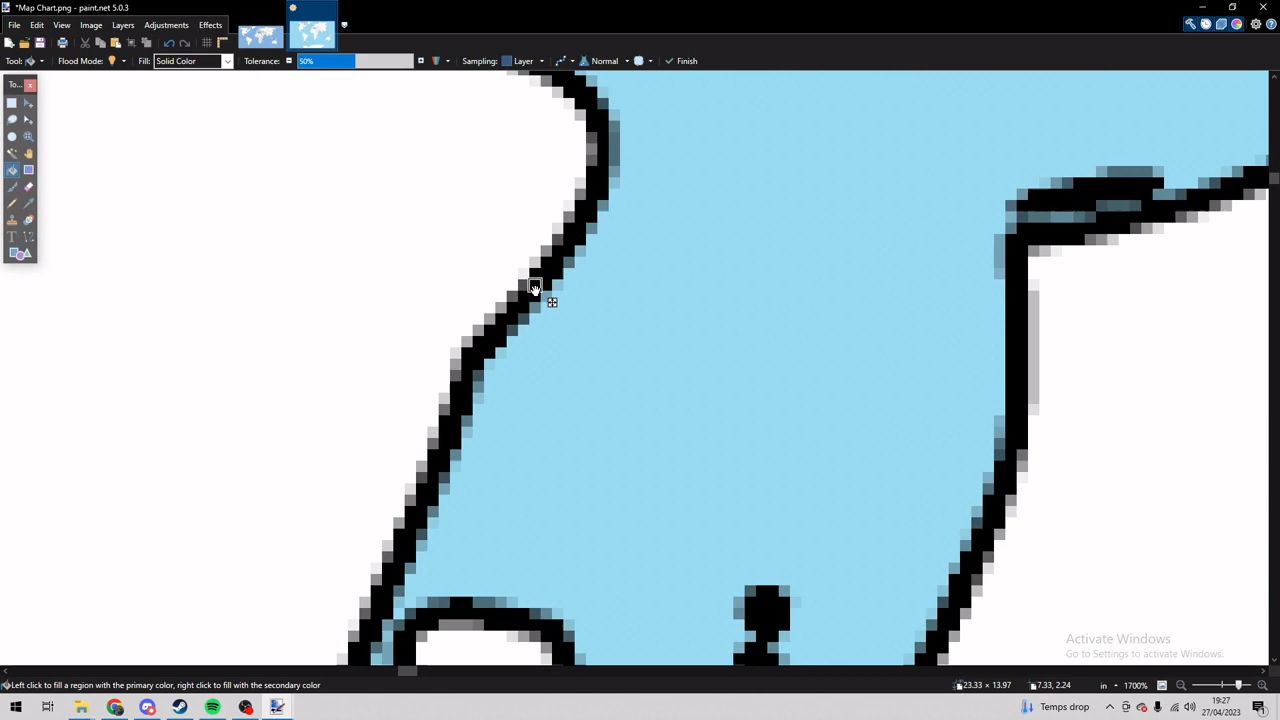 *Map Chart.png - paint.net 5.0.3
File Edit View Image Layers Adjustments Effects
Tool: Flood Mode: Fill: Solid Color Tolerance: 50% Sampling: Layer Normal Finish
To...
Activate Windows
Go to Settings to activate Windows.
Left click to fill a region with the primary color, right click to fill with the secondary color 23.33 × 13.97 7.33, 2.24 in 1700%
Temps drop 19:27
27/04/2023